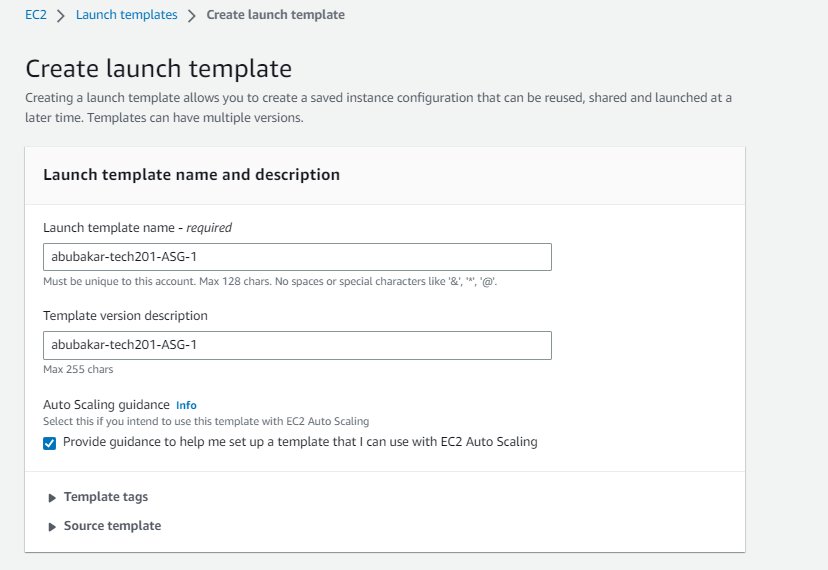 EC2 > Launch templates > Create launch template
Create launch template
Creating a launch template allows you to create a saved instance configuration that can be reused, shared and launched at a
later time. Templates can have multiple versions.
Launch template name and description
Launch template name - required
abubakar-tech201-ASG-1
Must be unique to this account. Max 128 chars. No spaces or special characters like '&', '*', '@'.
Template version description
abubakar-tech201-ASG-1
Max 255 chars
Auto Scaling guidance Info
Select this if you intend to use this template with EC2 Auto Scaling
Provide guidance to help me set up a template that I can use with EC2 Auto Scaling
Template tags
Source template